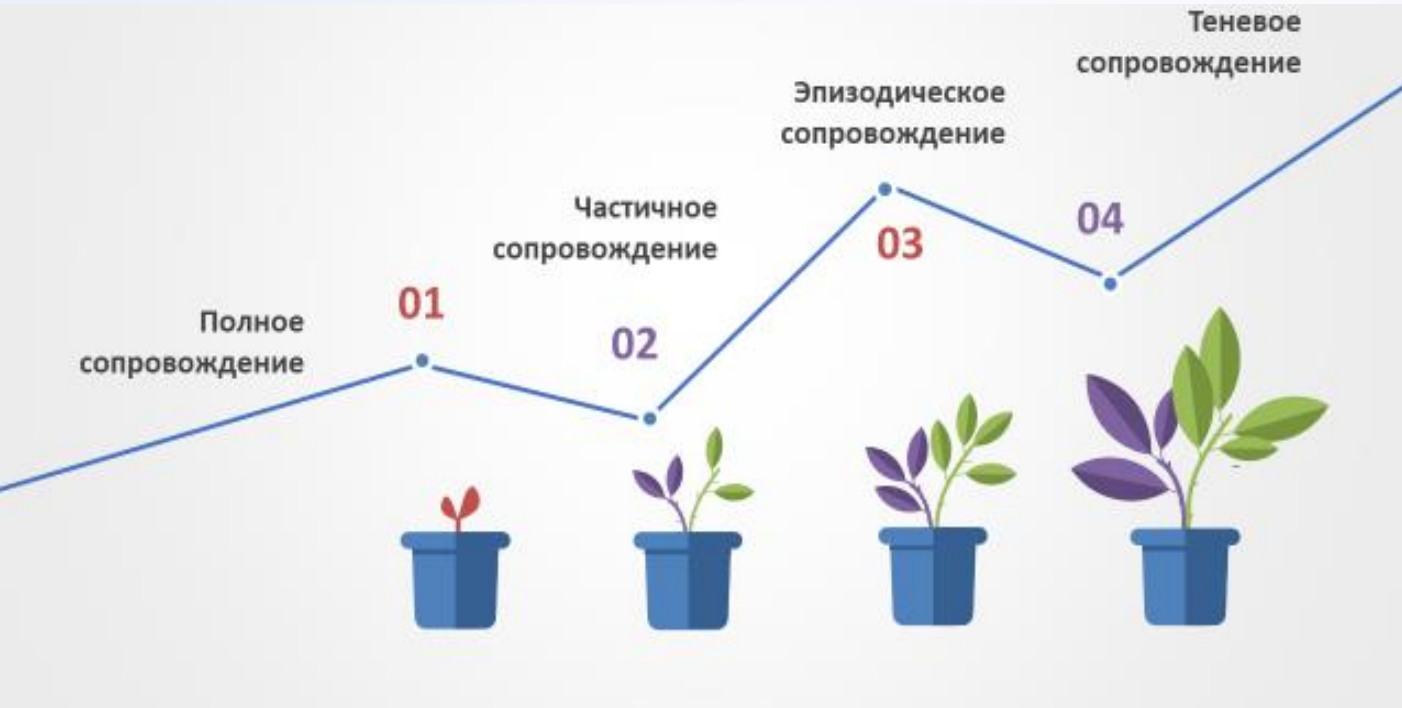 Полное
сопровождение
01
Частичное
сопровождение
02
Эпизодическое
сопровождение
03
Теневое
сопровождение
04